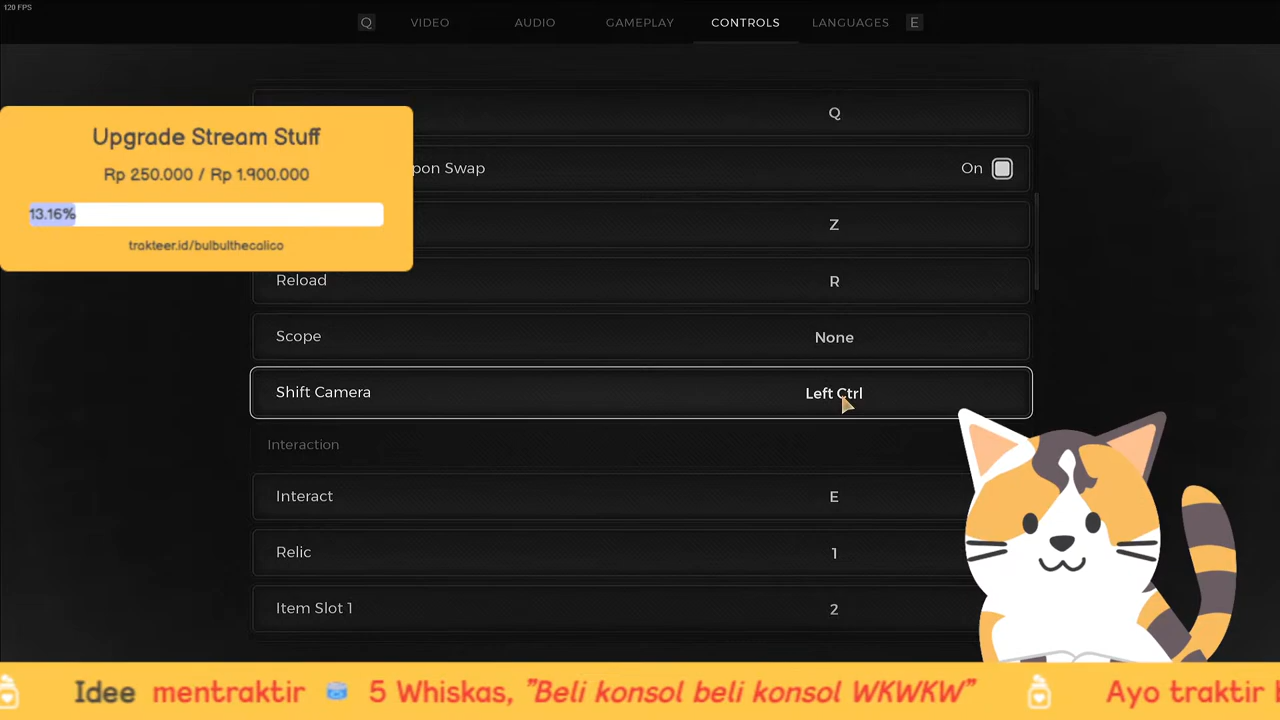 120 FPS
Q VIDEO AUDIO GAMEPLAY CONTROLS LANGUAGES E
Q
Upgrade Stream Stuff
Rp 250.000 / Rp 1.900.000
13.16%
trakteer.id/bulbulthecalico
pon Swap On
Z
Reload R
Scope None
Shift Camera Left Ctrl
Interaction
Interact E
Relic 1
Item Slot 1 2
Idee mentraktir 5 Whiskas, "Beli konsol beli konsol WKWKW" Ayo traktir